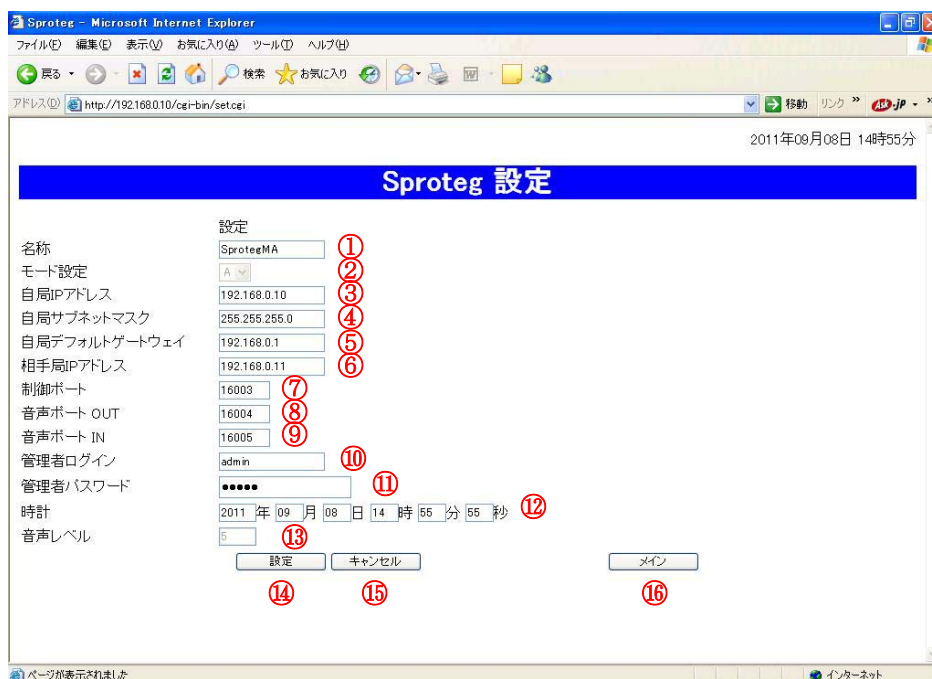 Sproteg - Microsoft Internet Explorer
ファイル(F) 編集(E) 表示(V) お気に入り(A) ツール(T) ヘルプ(H)
戻る 検索 お気に入り
アドレス(D) http://192.168.0.10/cgi-bin/set.cgi 移動 リンク »
2011年09月08日 14時55分
Sproteg 設定
設定
名称 SprotegMA ①
モード設定 A ②
自局IPアドレス 192.168.0.10 ③
自局サブネットマスク 255.255.255.0 ④
自局デフォルトゲートウェイ 192.168.0.1 ⑤
相手局IPアドレス 192.168.0.11 ⑥
制御ポート 16003 ⑦
音声ポート OUT 16004 ⑧
音声ポート IN 16005 ⑨
管理者ログイン admin ⑩
管理者パスワード ●●●●● ⑪
時計 2011 年 09 月 08 日 14 時 55 分 55 秒 ⑫
音声レベル 5 ⑬
設定 キャンセル メイン
⑭ ⑮ ⑯
ページが表示されました インターネット